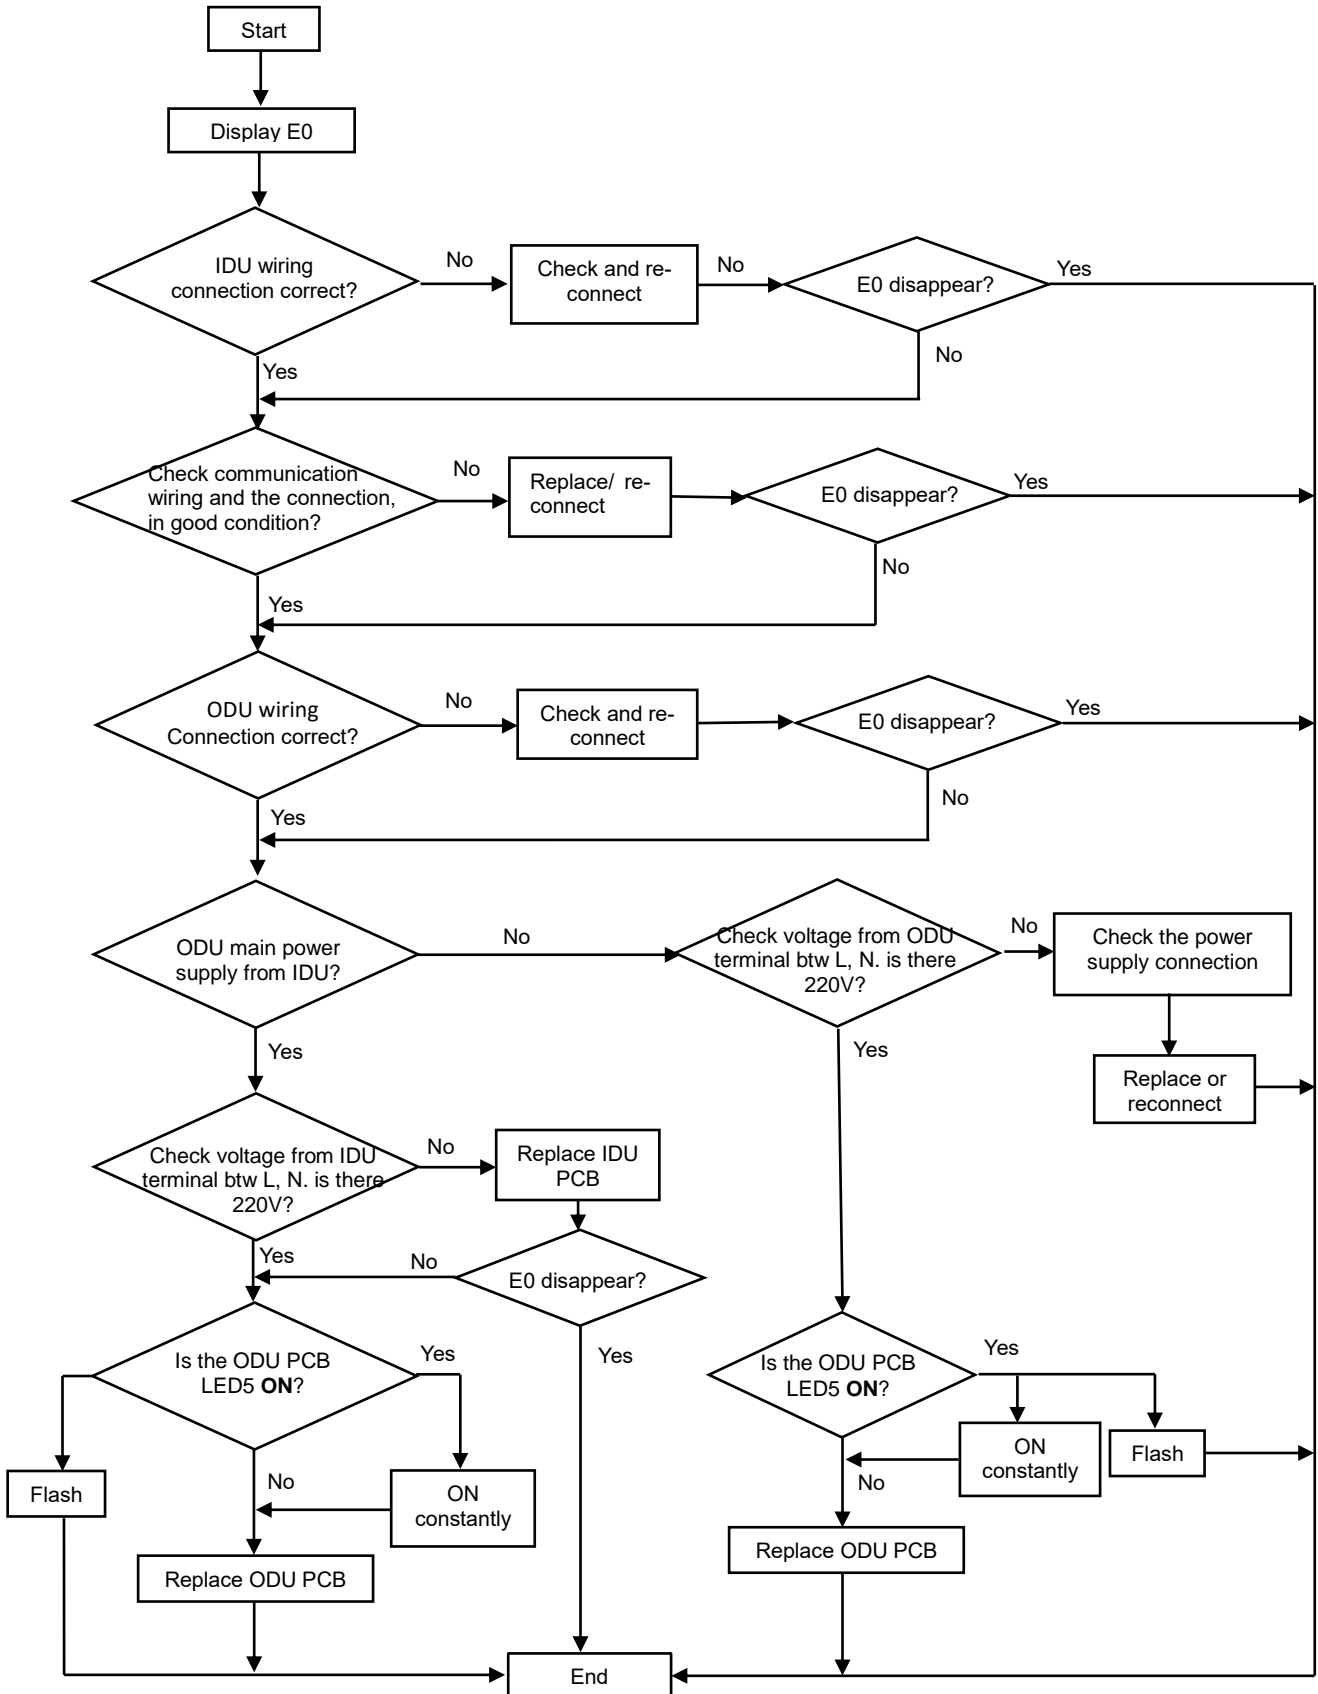 Start
Display E0
IDU wiring
connection correct?
No
Check and re-
connect
No
E0 disappear?
Yes
No
Yes
Check communication
wiring and the connection,
in good condition?
No
Replace/ re-
connect
E0 disappear?
Yes
No
Yes
ODU wiring
Connection correct?
No
Check and re-
connect
E0 disappear?
Yes
No
Yes
ODU main power
supply from IDU?
No
Check voltage from ODU
terminal btw L, N. is there
220V?
No
Check the power
supply connection
Yes
Yes
Replace or
reconnect
Check voltage from IDU
terminal btw L, N. is there
220V?
No
Replace IDU
PCB
Yes
No
E0 disappear?
Yes
Is the ODU PCB
LED5 ON?
Yes
Is the ODU PCB
LED5 ON?
Yes
Flash
No
ON
constantly
No
ON
constantly
Flash
Replace ODU PCB
Replace ODU PCB
End